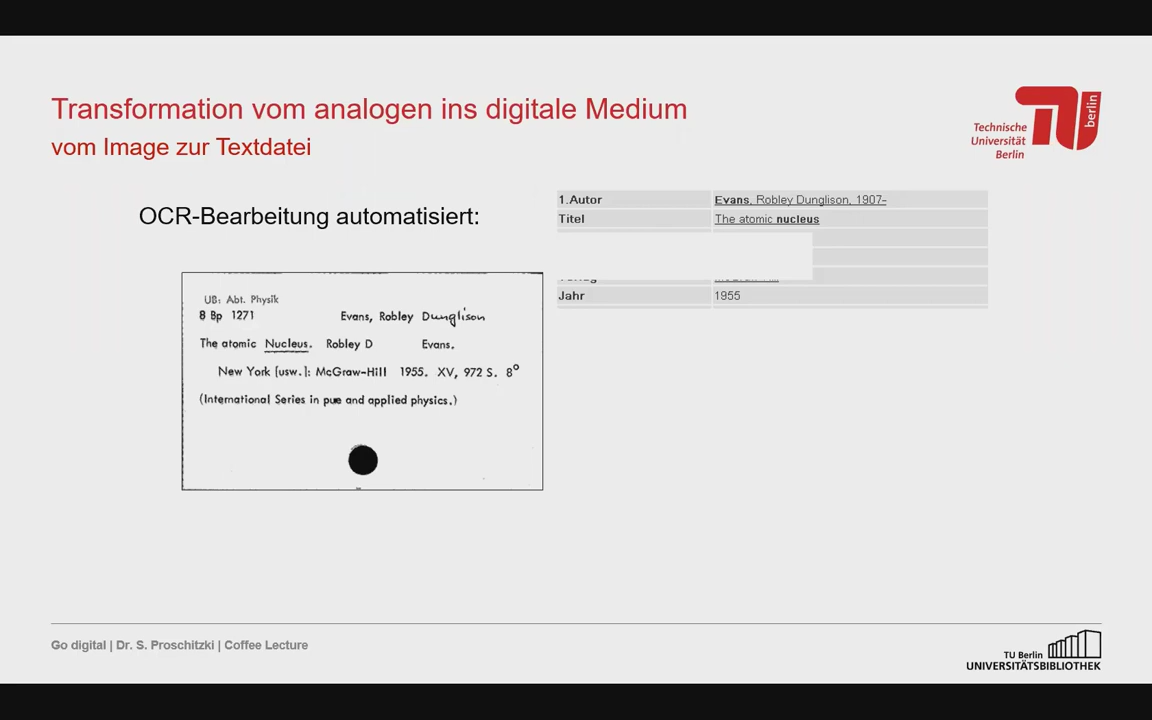 Transformation vom analogen ins digitale Medium
vom Image zur Textdatei
Technische
Universität
Berlin
berlin
OCR-Bearbeitung automatisiert:
1.Autor Evans, Robley Dunglison, 1907-
Titel The atomic nucleus
Jahr 1955
UB: Abt. Physik
8 Bp 1271 Evans, Robley Dunglison
The atomic Nucleus. Robley D Evans.
New York [usw.]: McGraw-Hill 1955. XV, 972 S. 8°
(International Series in pue and applied physics.)
Go digital | Dr. S. Proschitzki | Coffee Lecture
TU Berlin
UNIVERSITÄTSBIBLIOTHEK